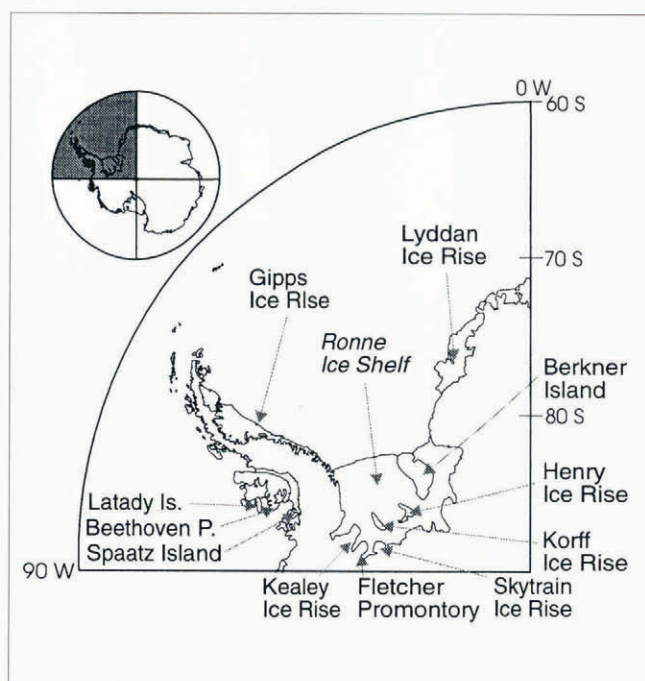 0 W
60 S
Lyddan
Ice Rise
70 S
Gipps
Ice RIse
Ronne
Ice Shelf
Berkner
Island
80 S
Henry
Ice Rise
Latady Is.
Beethoven P.
Spaatz Island
Korff
Ice Rise
90 W
Kealey
Ice Rise
Fletcher
Promontory
Skytrain
Ice Rise